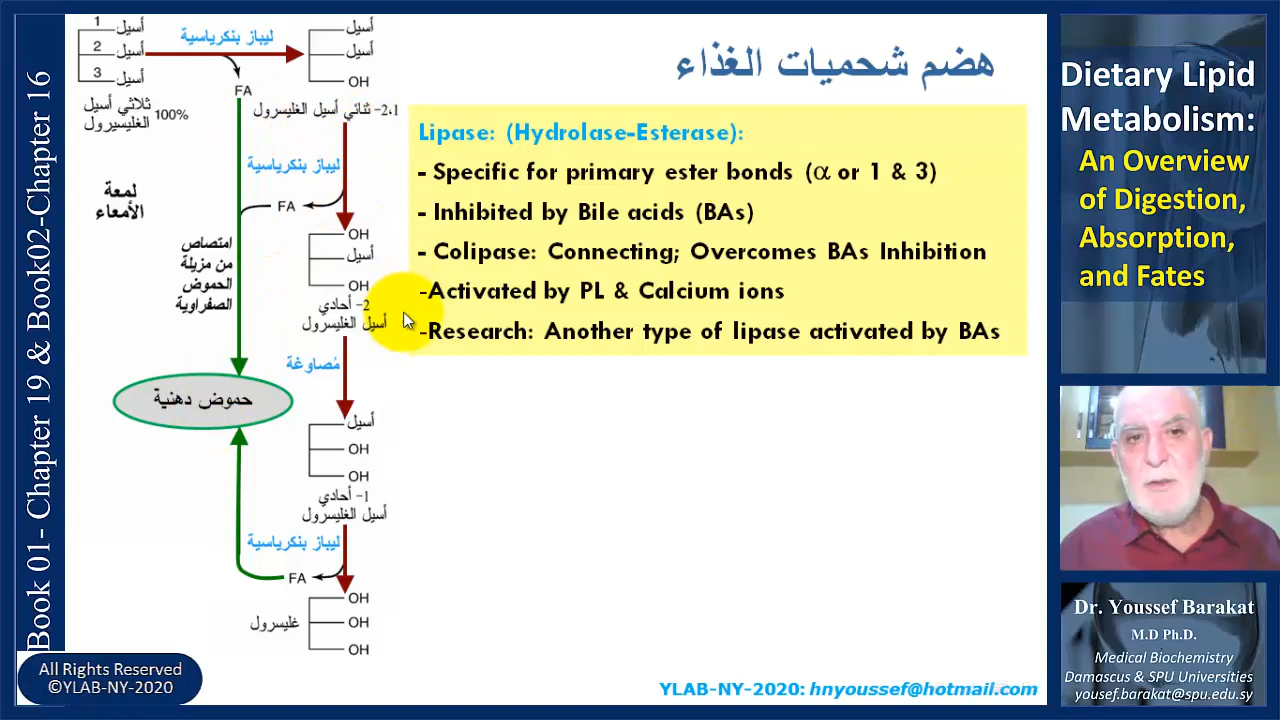 Book 01- Chapter 19 & Book02-Chapter 16
هضم شحميات الغذاء
1 أسيل
2 أسيل
3 أسيل
ثلاثي أسيل
الغليسيرول
100%
ليباز بنكرياسية
FA
أسيل
أسيل
OH
2،1- ثنائي أسيل الغليسرول
ليباز بنكرياسية
FA
لمعة
الأمعاء
امتصاص
من مزيلة
الحموض
الصفراوية
OH
أسيل
OH
2- أحادي
أسيل الغليسرول
مُصاوغة
حموض دهنية
أسيل
OH
OH
1- أحادي
أسيل الغليسرول
ليباز بنكرياسية
FA
غليسرول
OH
OH
OH
Lipase: (Hydrolase-Esterase):
- Specific for primary ester bonds (α or 1 & 3)
- Inhibited by Bile acids (BAs)
- Colipase: Connecting; Overcomes BAs Inhibition
-Activated by PL & Calcium ions
-Research: Another type of lipase activated by BAs
Dietary Lipid
Metabolism:
An Overview
of Digestion,
Absorption,
and Fates
Dr. Youssef Barakat
M.D Ph.D.
Medical Biochemistry
Damascus & SPU Universities
yousef.barakat@spu.edu.sy
All Rights Reserved
©YLAB-NY-2020
YLAB-NY-2020: hnyoussef@hotmail.com